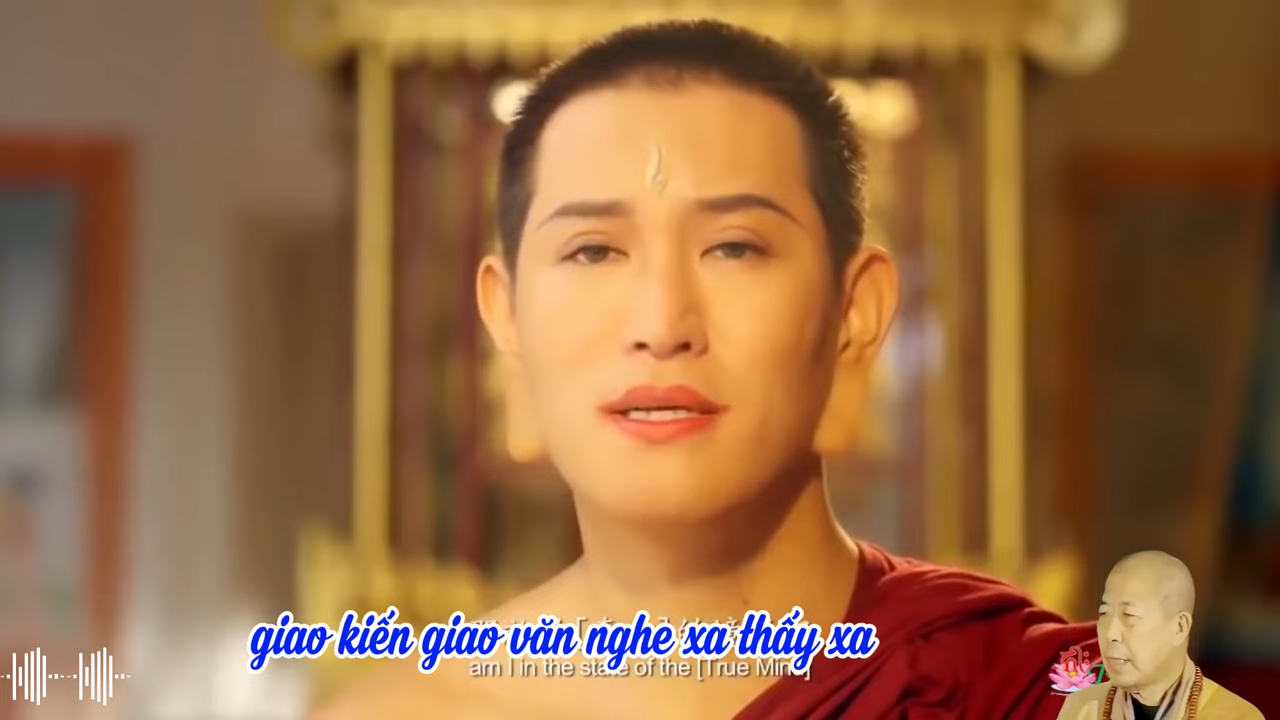 giao kiến giao văn nghe xa thấy xa
am I in the state of the [True Mind]